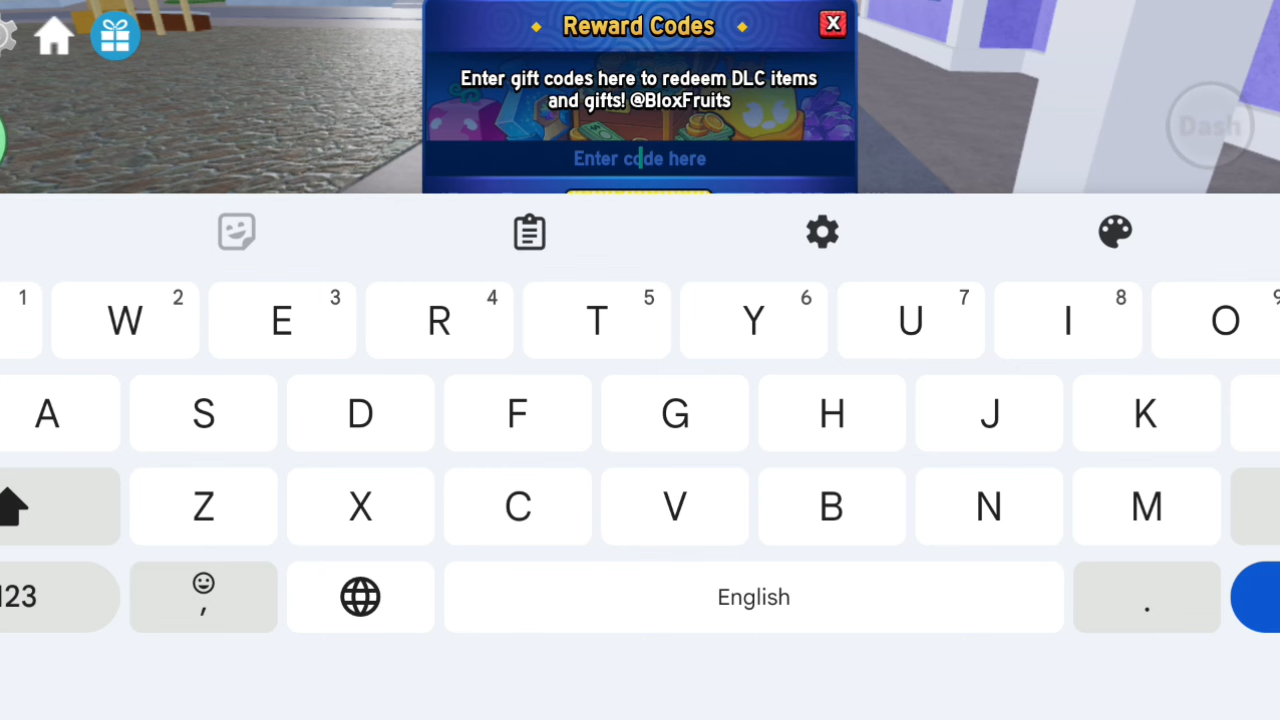 Reward Codes
X
Enter gift codes here to redeem DLC items
and gifts! @BloxFruits
Enter code here
Dash
1 W 2 E 3 R 4 T 5 Y 6 U 7 I 8 O 9
A S D F G H J K
Z X C V B N M
123 , English .